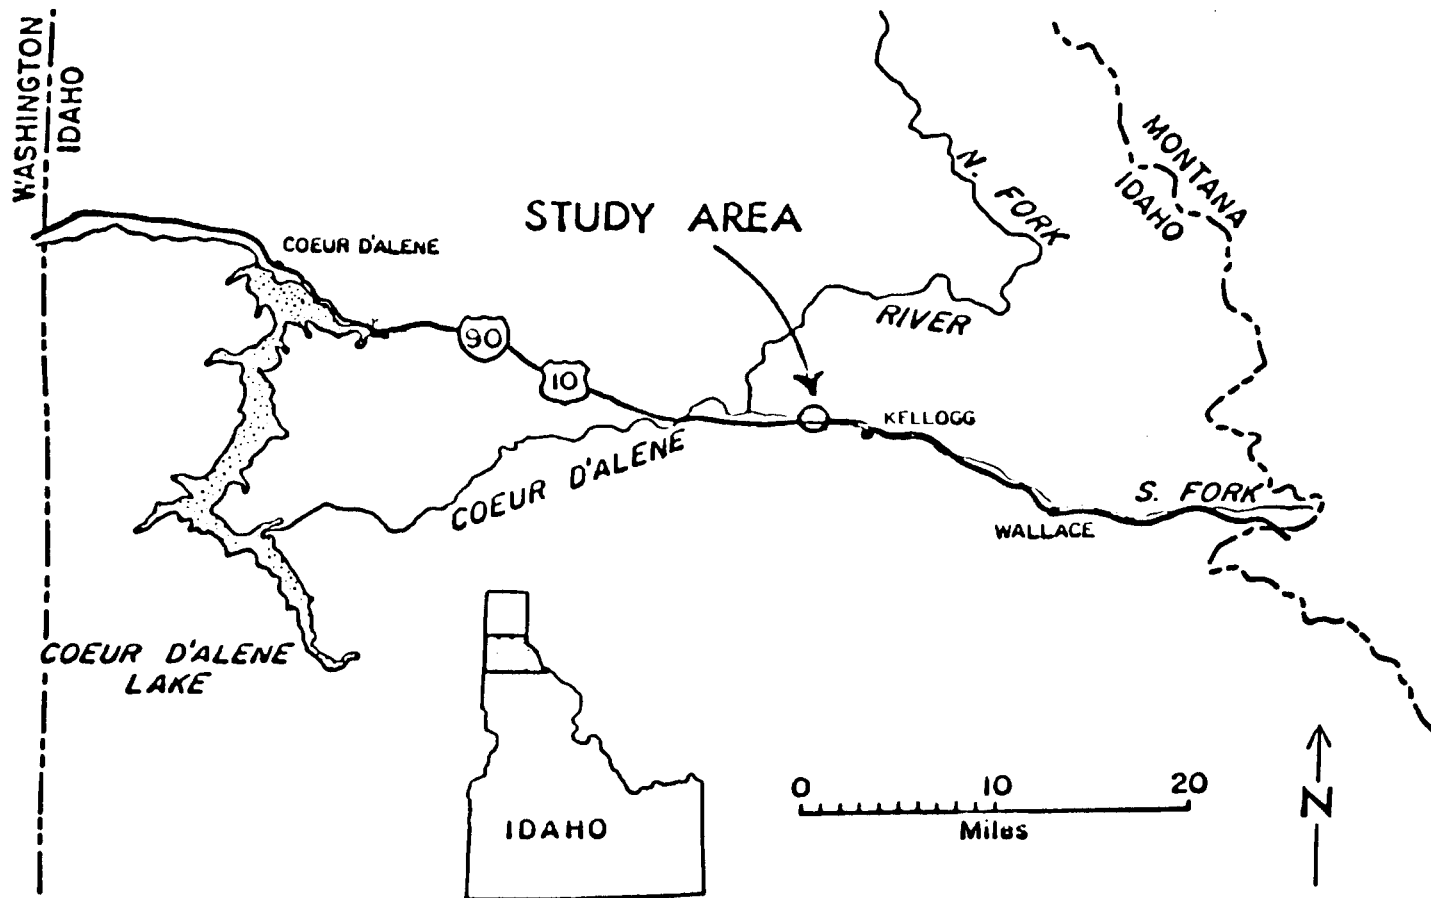 WASHINGTON
IDAHO
MONTANA
IDAHO
N. FORK
STUDY AREA
COEUR D'ALENE
RIVER
90
10
KELLOGG
COEUR D'ALENE
S. FORK
WALLACE
COEUR D'ALENE
LAKE
0 10 20
Miles
N
IDAHO